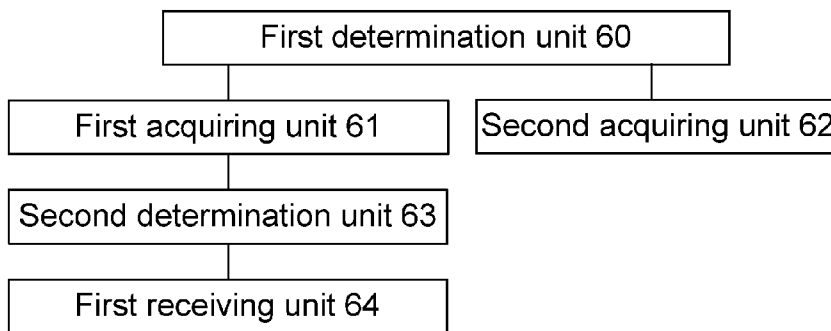 First determination unit 60
First acquiring unit 61
Second acquiring unit 62
Second determination unit 63
First receiving unit 64